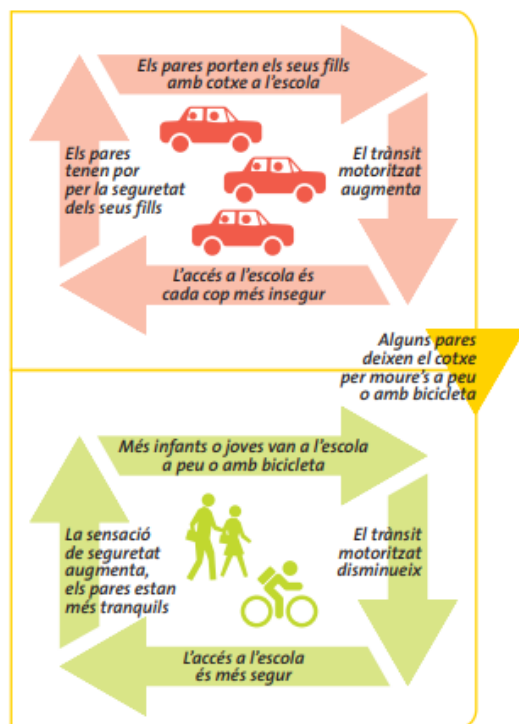 Els pares porten els seus fills
amb cotxe a l'escola
Els pares
tenen por
per la seguretat
dels seus fills
El trànsit
motoritzat
augmenta
L'accés a l'escola és
cada cop més insegur
Alguns pares
deixen el cotxe
per moure's a peu
o amb bicicleta
Més infants o joves van a l'escola
a peu o amb bicicleta
La sensació
de seguretat
augmenta,
els pares estan
més tranquils
El trànsit
motoritzat
disminueix
L'accés a l'escola
és més segur